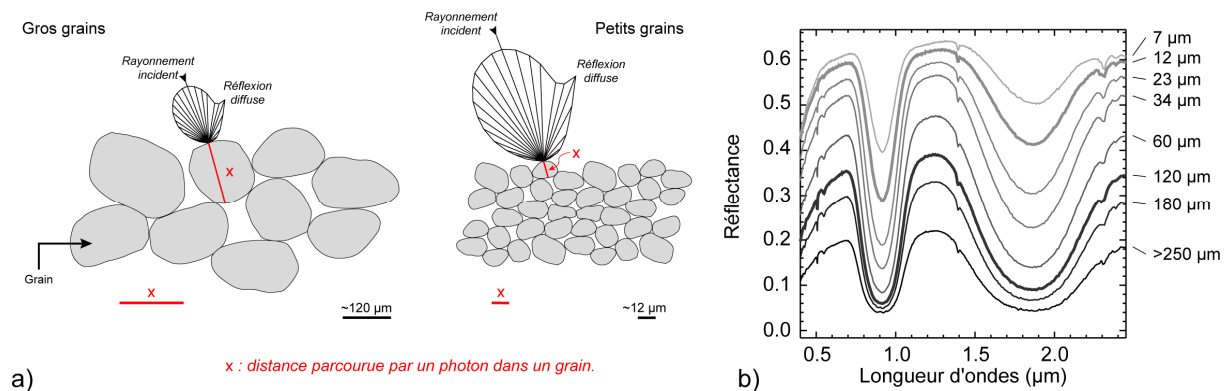 Gros grains
Rayonnement
incident
Réflexion
diffuse
x
Grain
x
~120 µm
Rayonnement
incident
Petits grains
Réflexion
diffuse
x
x
~12 µm
x : distance parcourue par un photon dans un grain.
a)
Réflectance
0.6
0.5
0.4
0.3
0.2
0.1
0.0
0.5
1.0
1.5
2.0
Longueur d'ondes (µm)
7 µm
12 µm
23 µm
34 µm
60 µm
120 µm
180 µm
>250 µm
b)